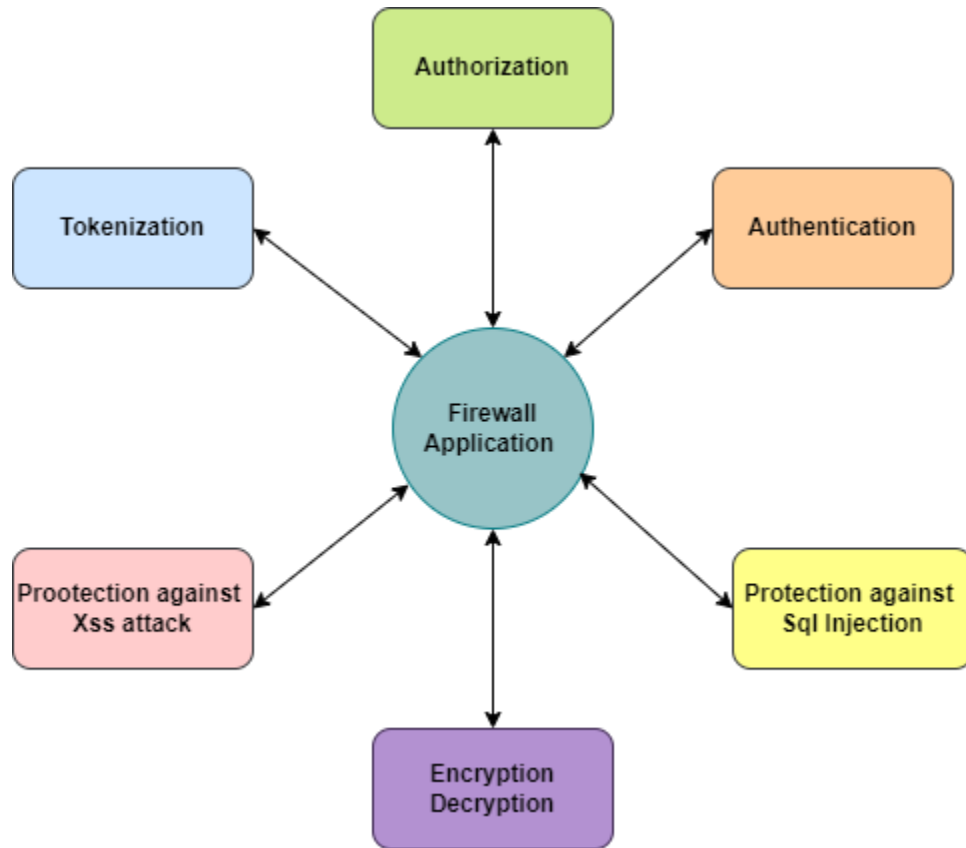 Authorization
Tokenization
Authentication
Firewall
Application
Prootection against
Xss attack
Protection against
Sql Injection
Encryption
Decryption